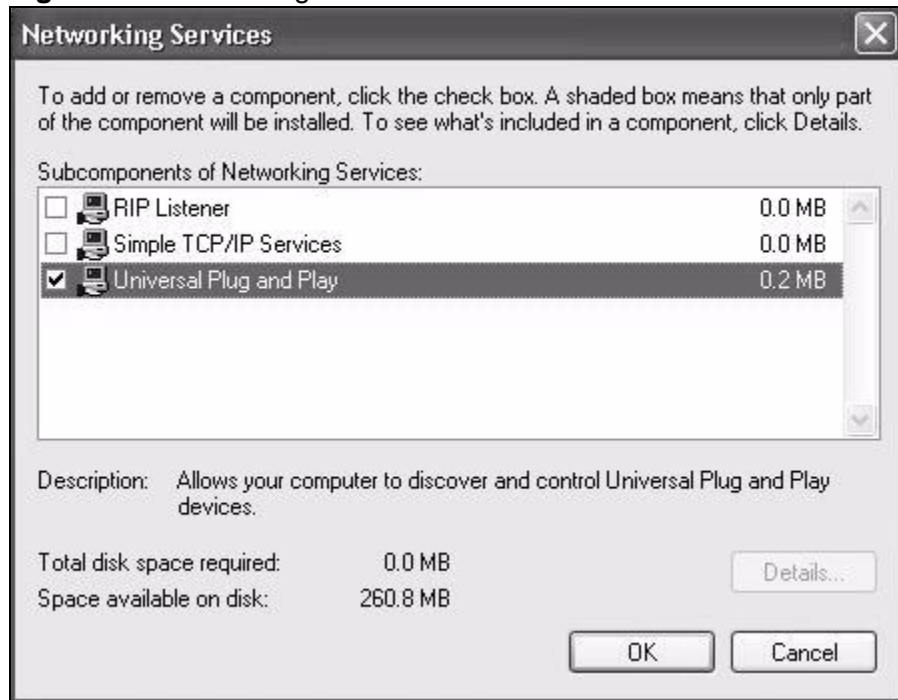 Networking Services
To add or remove a component, click the check box. A shaded box means that only part
of the component will be installed. To see what's included in a component, click Details.
Subcomponents of Networking Services:
RIP Listener 0.0 MB
Simple TCP/IP Services 0.0 MB
Universal Plug and Play 0.2 MB
Description: Allows your computer to discover and control Universal Plug and Play
devices.
Total disk space required: 0.0 MB
Details...
Space available on disk: 260.8 MB
OK Cancel